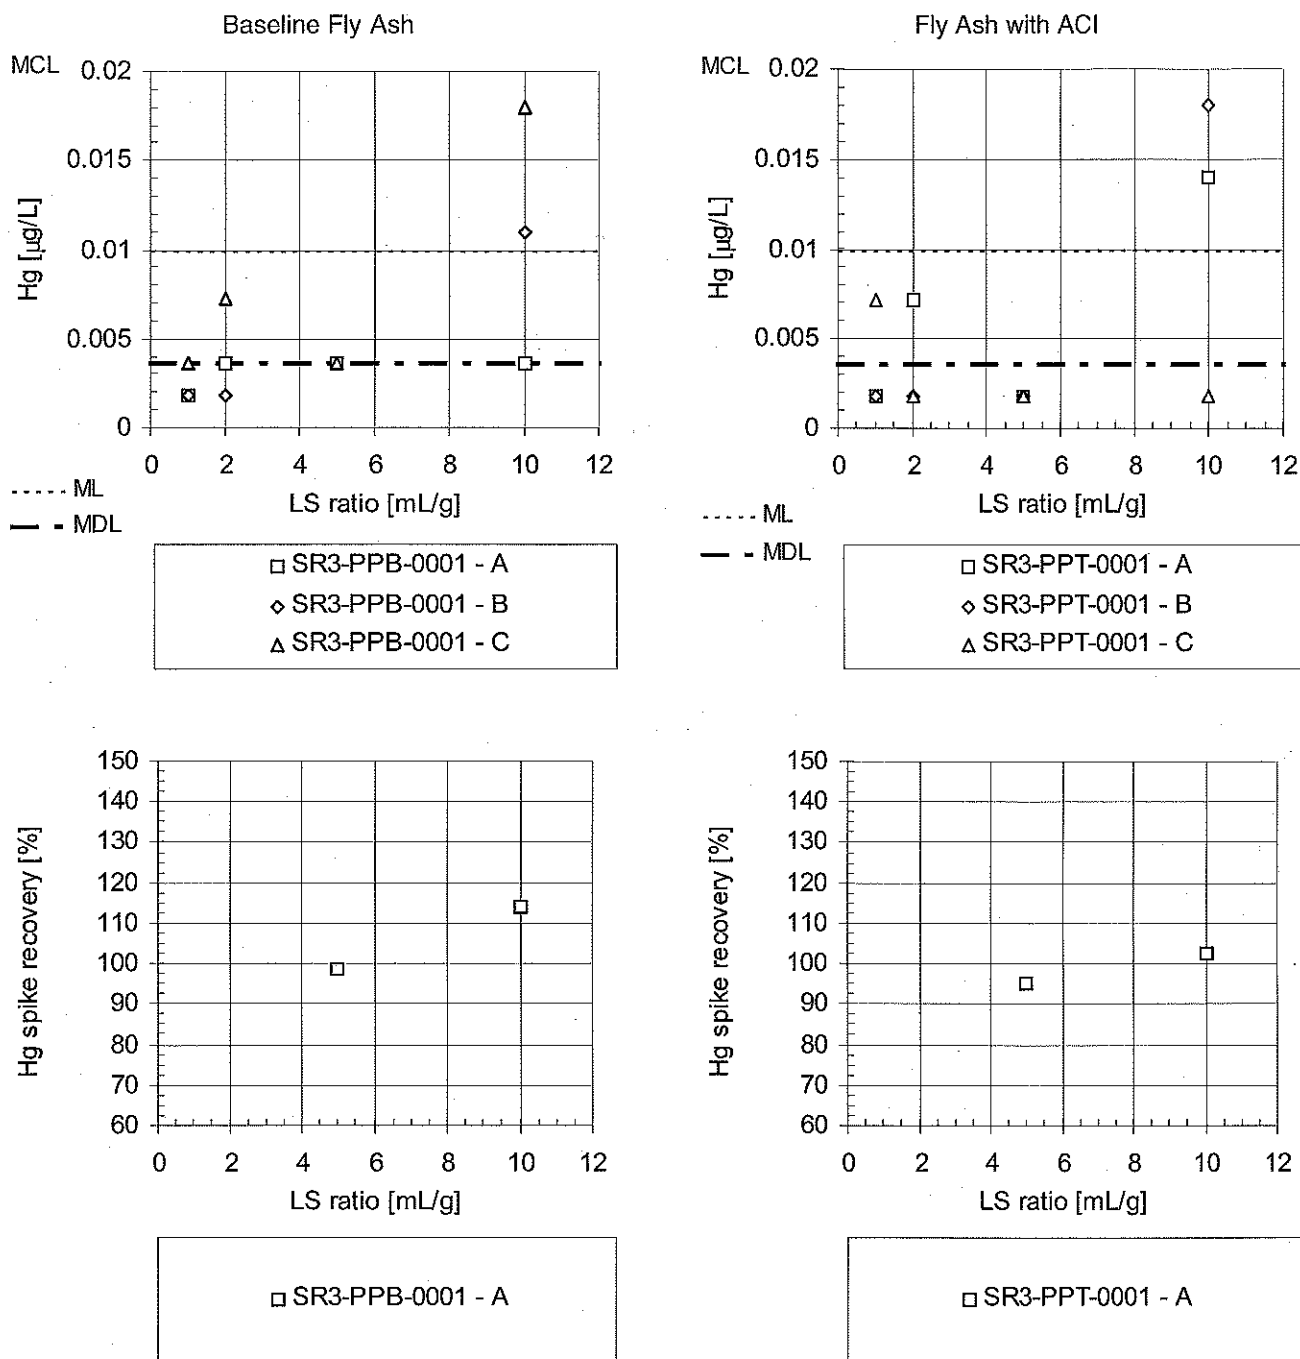 Baseline Fly Ash
MCL 0.02
0.015
0.01
0.005
0
Hg [µg/L]
0 2 4 6 8 10 12
LS ratio [mL/g]
ML
MDL
SR3-PPB-0001 - A
SR3-PPB-0001 - B
SR3-PPB-0001 - C
Fly Ash with ACI
MCL 0.02
0.015
0.01
0.005
0
Hg [µg/L]
0 2 4 6 8 10 12
LS ratio [mL/g]
ML
MDL
SR3-PPT-0001 - A
SR3-PPT-0001 - B
SR3-PPT-0001 - C
150
140
130
120
110
100
90
80
70
60
Hg spike recovery [%]
0 2 4 6 8 10 12
LS ratio [mL/g]
SR3-PPB-0001 - A
150
140
130
120
110
100
90
80
70
60
Hg spike recovery [%]
0 2 4 6 8 10 12
LS ratio [mL/g]
SR3-PPT-0001 - A